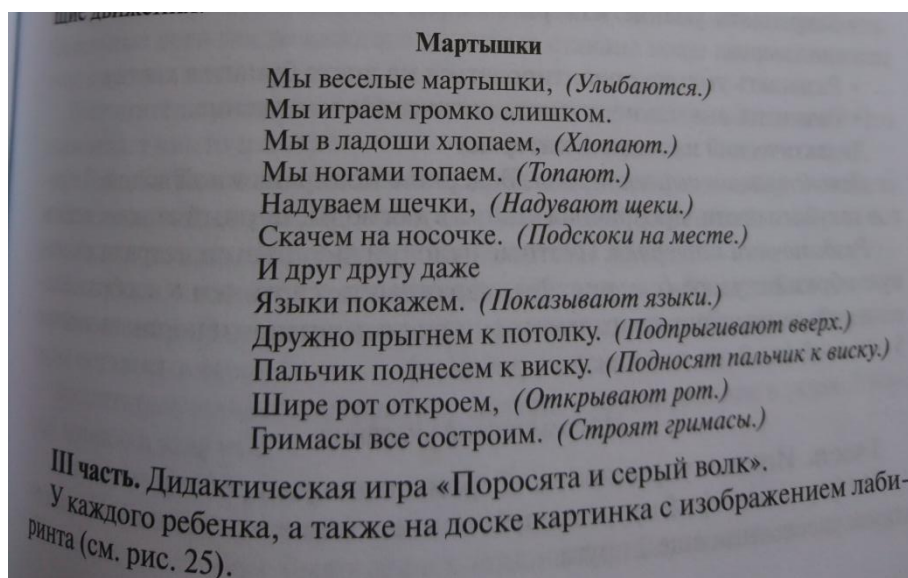 шие движения.
Мартышки
Мы веселые мартышки, (Улыбаются.)
Мы играем громко слишком.
Мы в ладоши хлопаем, (Хлопают.)
Мы ногами топаем. (Топают.)
Надуваем щечки, (Надувают щеки.)
Скачем на носочке. (Подскоки на месте.)
И друг другу даже
Языки покажем. (Показывают языки.)
Дружно прыгнем к потолку. (Подпрыгивают вверх.)
Пальчик поднесем к виску. (Подносят пальчик к виску.)
Шире рот откроем, (Открывают рот.)
Гримасы все состроим. (Строят гримасы.)
III часть. Дидактическая игра «Поросята и серый волк».
У каждого ребенка, а также на доске картинка с изображением лаби-
ринта (см. рис. 25).